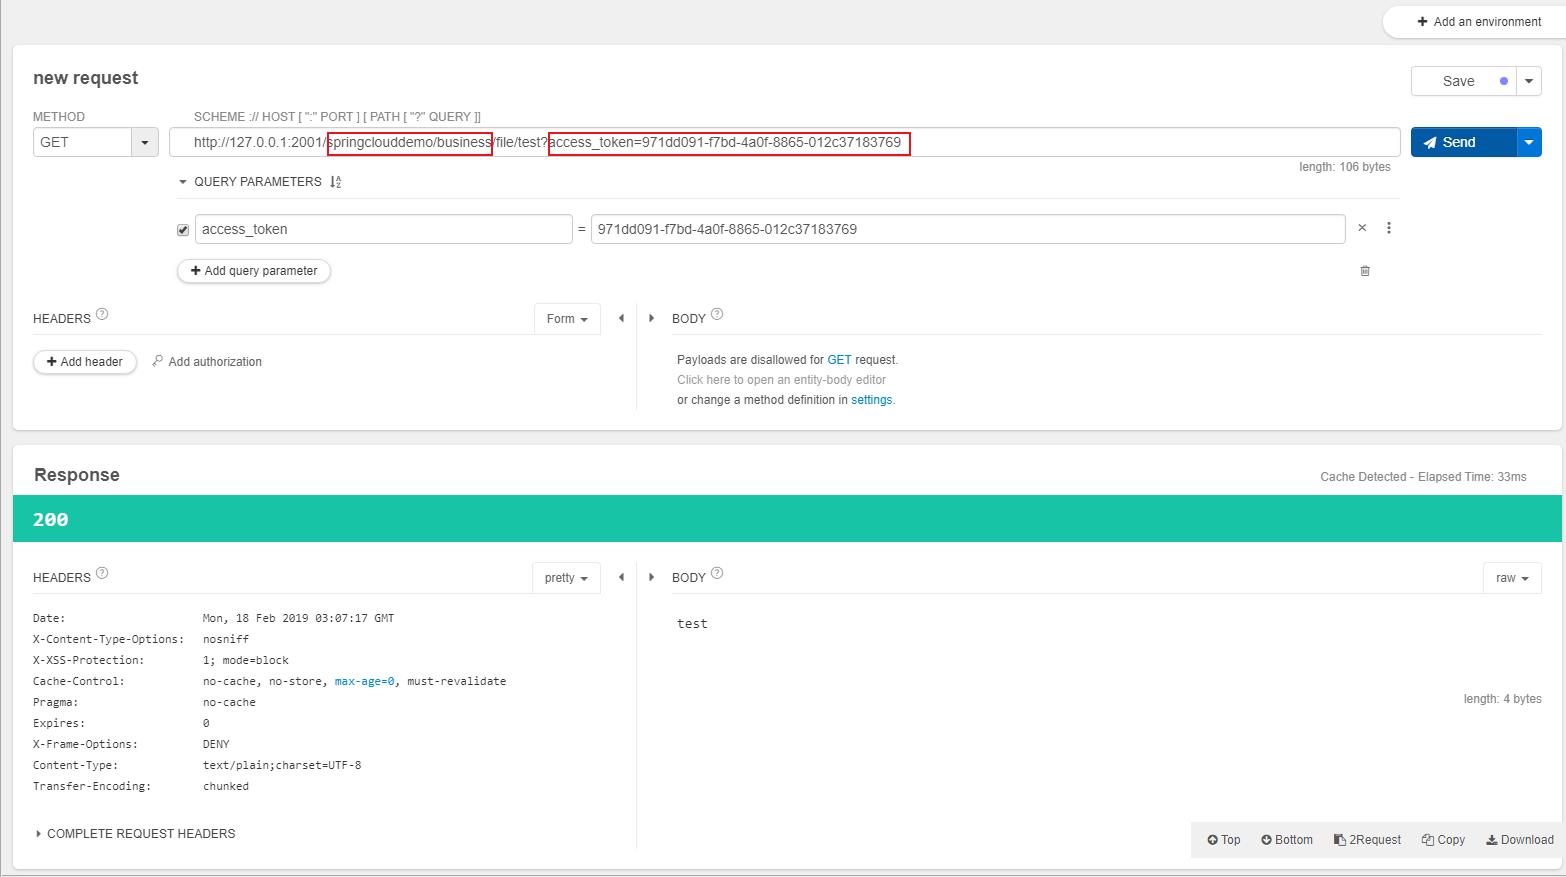 Add an environment
new request
Save
METHOD
SCHEME :// HOST [ ":" PORT ] [ PATH [ "?" QUERY ]]
GET
http://127.0.0.1:2001/springclouddemo/business/file/test?access_token=971dd091-f7bd-4a0f-8865-012c37183769
Send
length: 106 bytes
QUERY PARAMETERS
access_token = 971dd091-f7bd-4a0f-8865-012c37183769
Add query parameter
HEADERS
Form
BODY
Add header
Add authorization
Payloads are disallowed for GET request.
Click here to open an entity-body editor
or change a method definition in settings.
Response
Cache Detected - Elapsed Time: 33ms
200
HEADERS
pretty
BODY
raw
Date: Mon, 18 Feb 2019 03:07:17 GMT
X-Content-Type-Options: nosniff
X-XSS-Protection: 1; mode=block
Cache-Control: no-cache, no-store, max-age=0, must-revalidate
Pragma: no-cache
Expires: 0
X-Frame-Options: DENY
Content-Type: text/plain;charset=UTF-8
Transfer-Encoding: chunked
test
length: 4 bytes
COMPLETE REQUEST HEADERS
Top
Bottom
2Request
Copy
Download